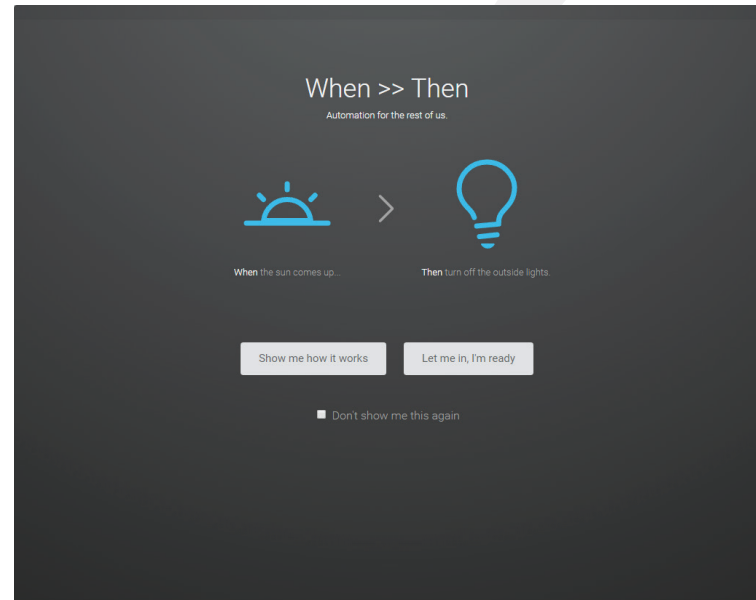 When >> Then
Automation for the rest of us.
When the sun comes up...
Then turn off the outside lights.
Show me how it works
Let me in, I'm ready
Don't show me this again